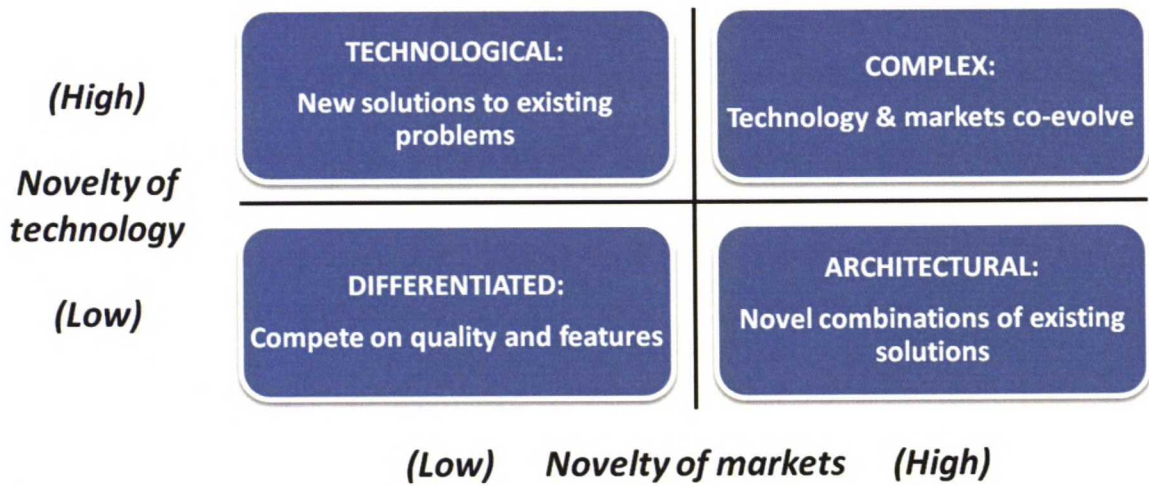 (High)
Novelty of
technology
(Low)
TECHNOLOGICAL:
New solutions to existing
problems
COMPLEX:
Technology & markets co-evolve
DIFFERENTIATED:
Compete on quality and features
ARCHITECTURAL:
Novel combinations of existing
solutions
(Low) Novelty of markets (High)